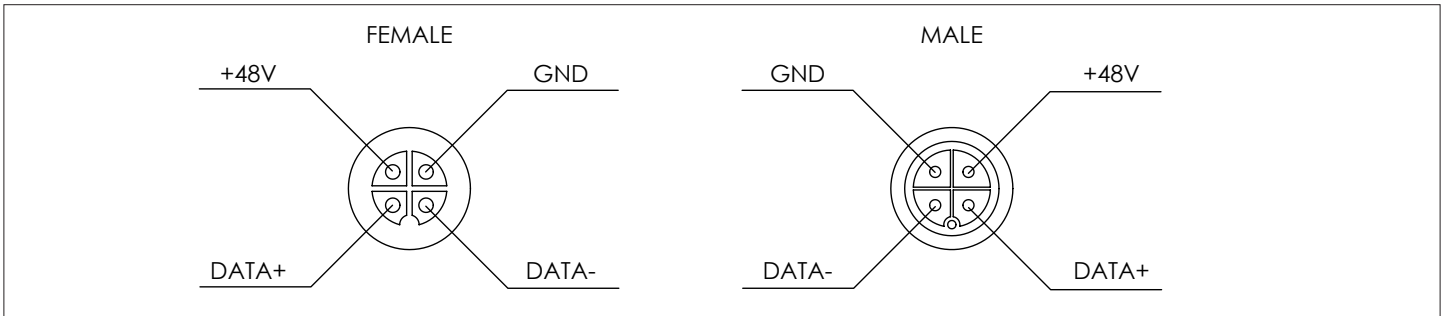 FEMALE
+48V
GND
DATA+
DATA-
MALE
GND
+48V
DATA-
DATA+